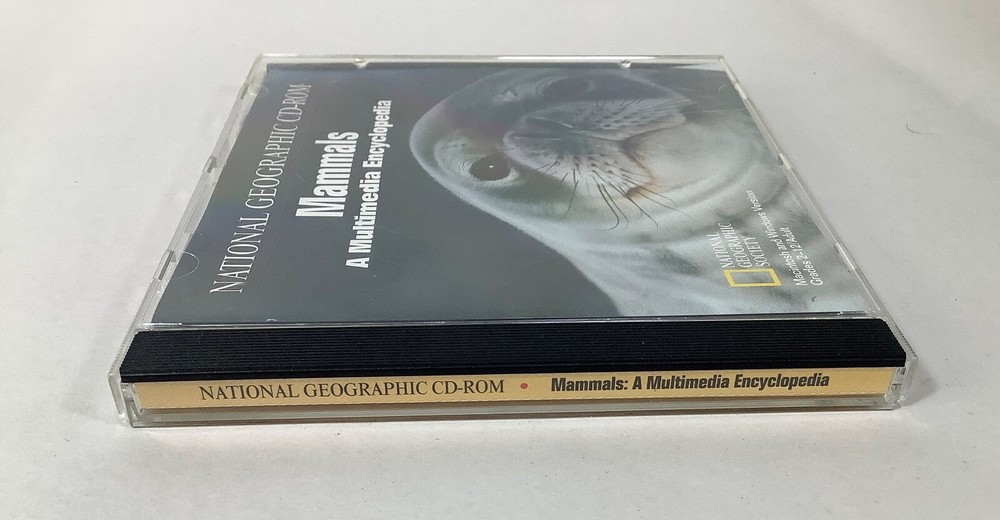 NATIONAL GEOGRAPHIC CD-ROM
Mammals
A Multimedia Encyclopedia
NATIONAL
GEOGRAPHIC
SOCIETY
Macintosh and Windows Version
Grades 2-12 Adult
NATIONAL GEOGRAPHIC CD-ROM • Mammals: A Multimedia Encyclopedia